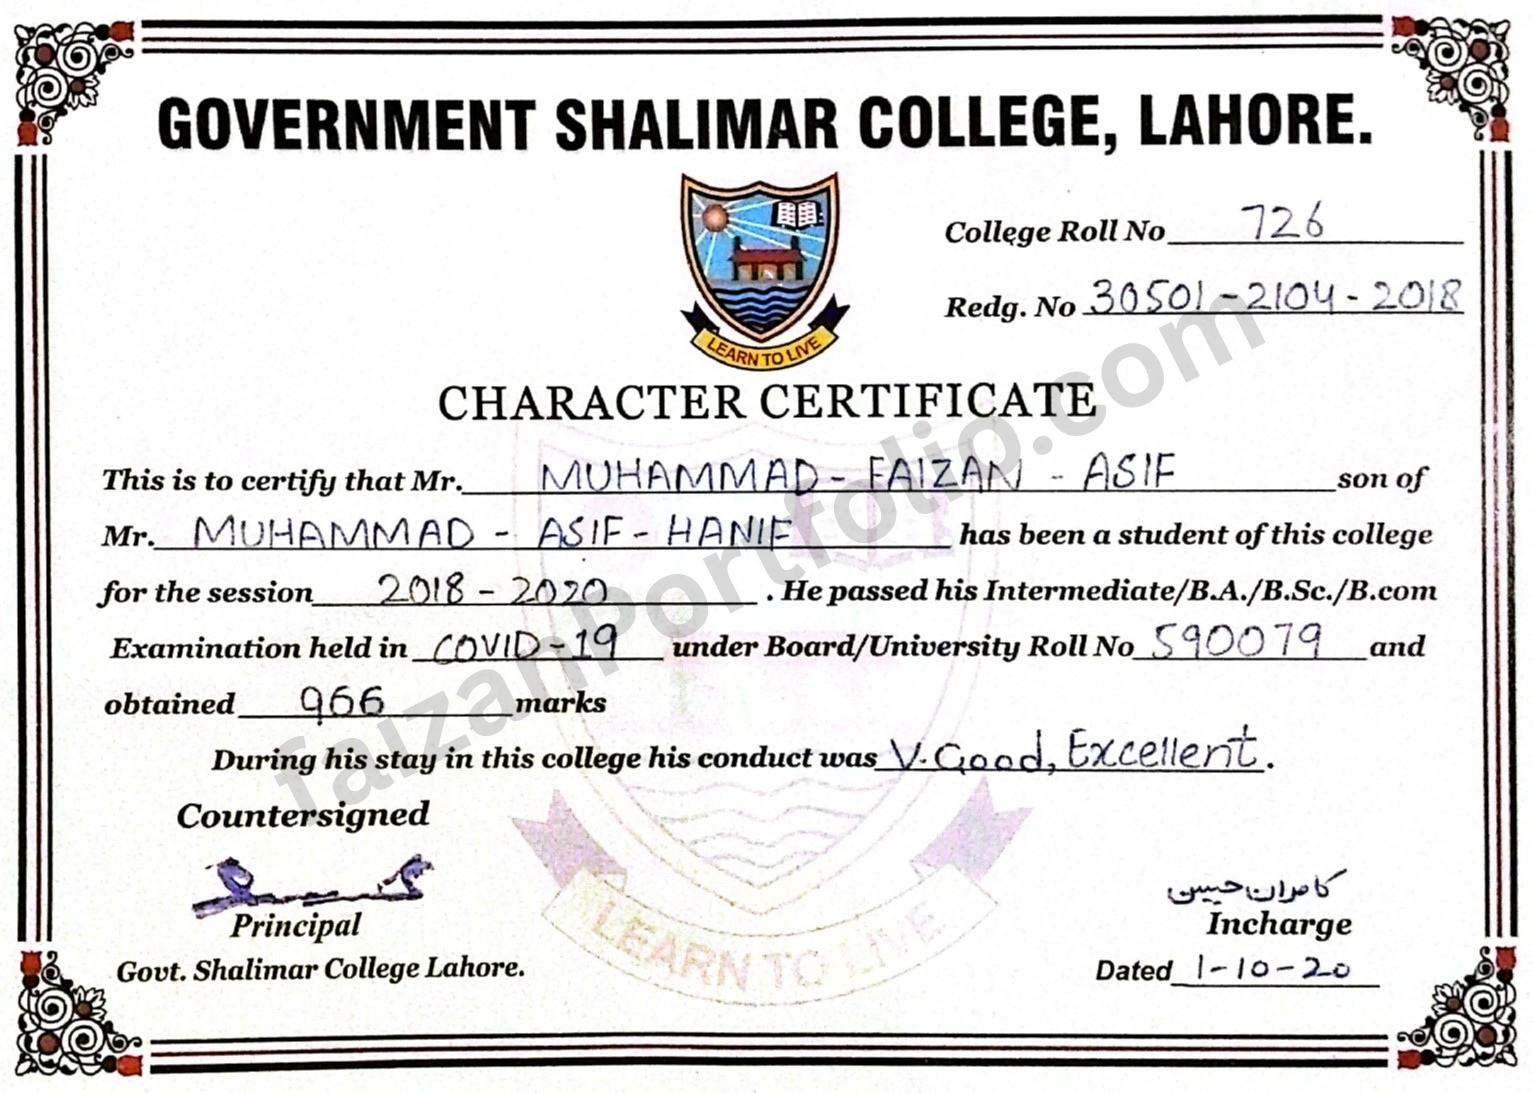 GOVERNMENT SHALIMAR COLLEGE, LAHORE.
College Roll No 726
Redg. No 30501-2104-2018
LEARN TO LIVE
CHARACTER CERTIFICATE
This is to certify that Mr. MUHAMMAD - FAIZAN - ASIF son of
Mr. MUHAMMAD - ASIF - HANIF has been a student of this college
for the session 2018 - 2020 . He passed his Intermediate/B.A./B.Sc./B.com
Examination held in COVID-19 under Board/University Roll No 590079 and
obtained 966 marks
During his stay in this college his conduct was V. Good, Excellent.
faizanPortfolio.com
Countersigned
Principal
Govt. Shalimar College Lahore.
LEARN TO LIVE
کامران حسن
Incharge
Dated 1-10-20